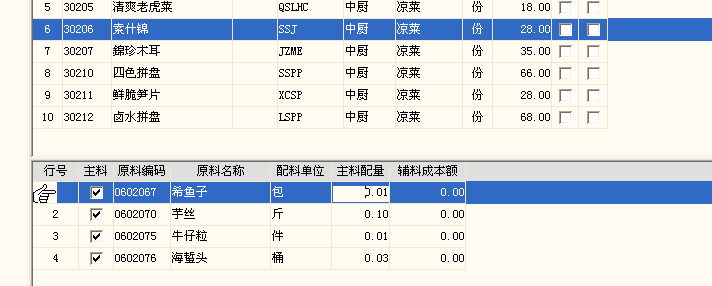 5 30205 清爽老虎菜 QSLHC 中厨 凉菜 份 18.00
6 30206 素什锦 SSJ 中厨 凉菜 份 28.00
7 30207 錦珍木耳 JZME 中厨 凉菜 份 35.00
8 30210 四色拼盘 SSPP 中厨 凉菜 份 66.00
9 30211 鲜脆笋片 XCSP 中厨 凉菜 份 28.00
10 30212 卤水拼盘 LSPP 中厨 凉菜 份 68.00
行号 主料 原料编码 原料名称 配料单位 主料配量 辅料成本额
0602067 希鱼子 包 0.01 0.00
2 0602070 芋丝 斤 0.10 0.00
3 0602075 牛仔粒 件 0.01 0.00
4 0602076 海蜇头 桶 0.03 0.00